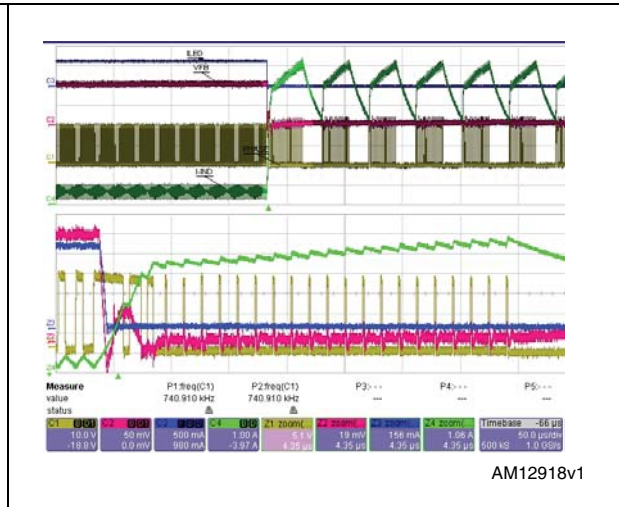 ILED
VFB
I-IND
Measure P1:freq(C1) P2:freq(C1) P3:- - - P4:- - - P5:- - -
value 740.910 kHz 740.910 kHz --- --- ---
status
C1 C2 C3 C4 Z1 zoom(... Z2 zoom(... Z3 zoom(... Z4 zoom(... Timebase -66 µs
10.0 V 50 mV 500 mA 1.00 A 5.1 V 19 mV 156 mA 1.06 A 50.0 µs/div
-18.8 V 0.0 mV 980 mA -3.97 A 4.35 µs 4.35 µs 4.35 µs 4.35 µs 500 kS 1.0 GS/s
AM12918v1